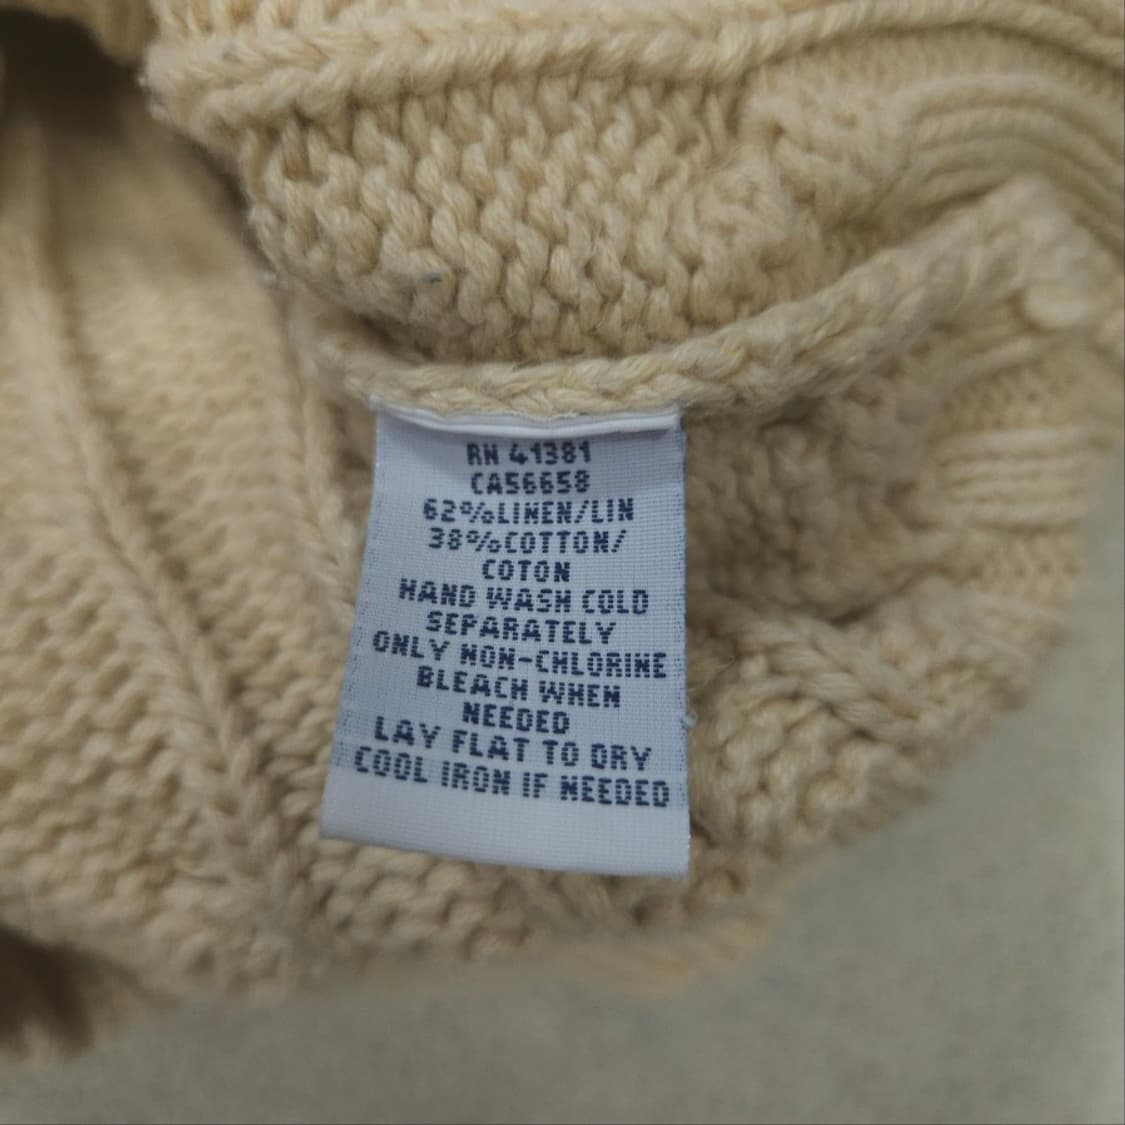 RN 41381
CA56658
62%LINEN/LIN
38%COTTON/
COTON
HAND WASH COLD
SEPARATELY
ONLY NON-CHLORINE
BLEACH WHEN
NEEDED
LAY FLAT TO DRY
COOL IRON IF NEEDED